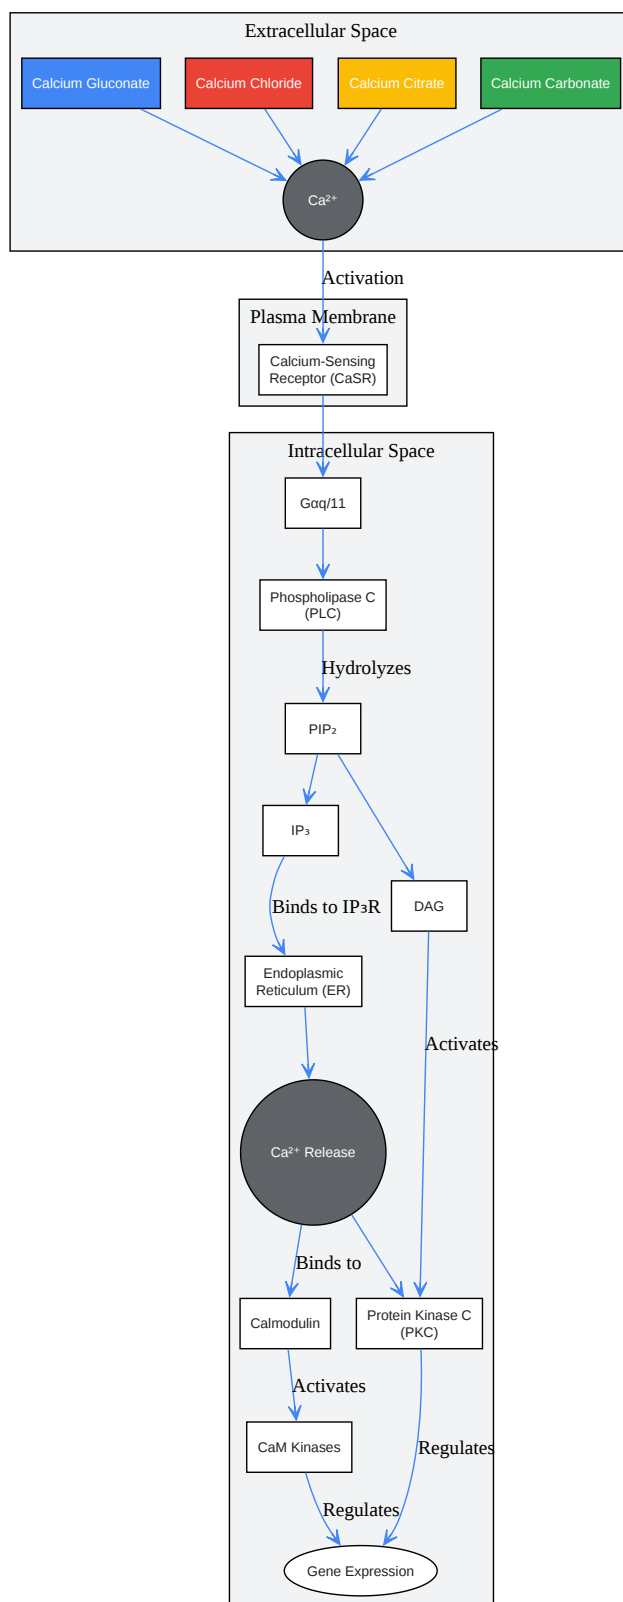 Extracellular Space
Calcium Gluconate
Calcium Chloride
Calcium Citrate
Calcium Carbonate
Ca²⁺
Activation
Plasma Membrane
Calcium-Sensing
Receptor (CaSR)
Intracellular Space
Gαq/11
Phospholipase C
(PLC)
Hydrolyzes
PIP₂
IP₃
DAG
Binds to IP₃R
Endoplasmic
Reticulum (ER)
Activates
Ca²⁺ Release
Binds to
Calmodulin
Protein Kinase C
(PKC)
Activates
CaM Kinases
Regulates
Regulates
Gene Expression